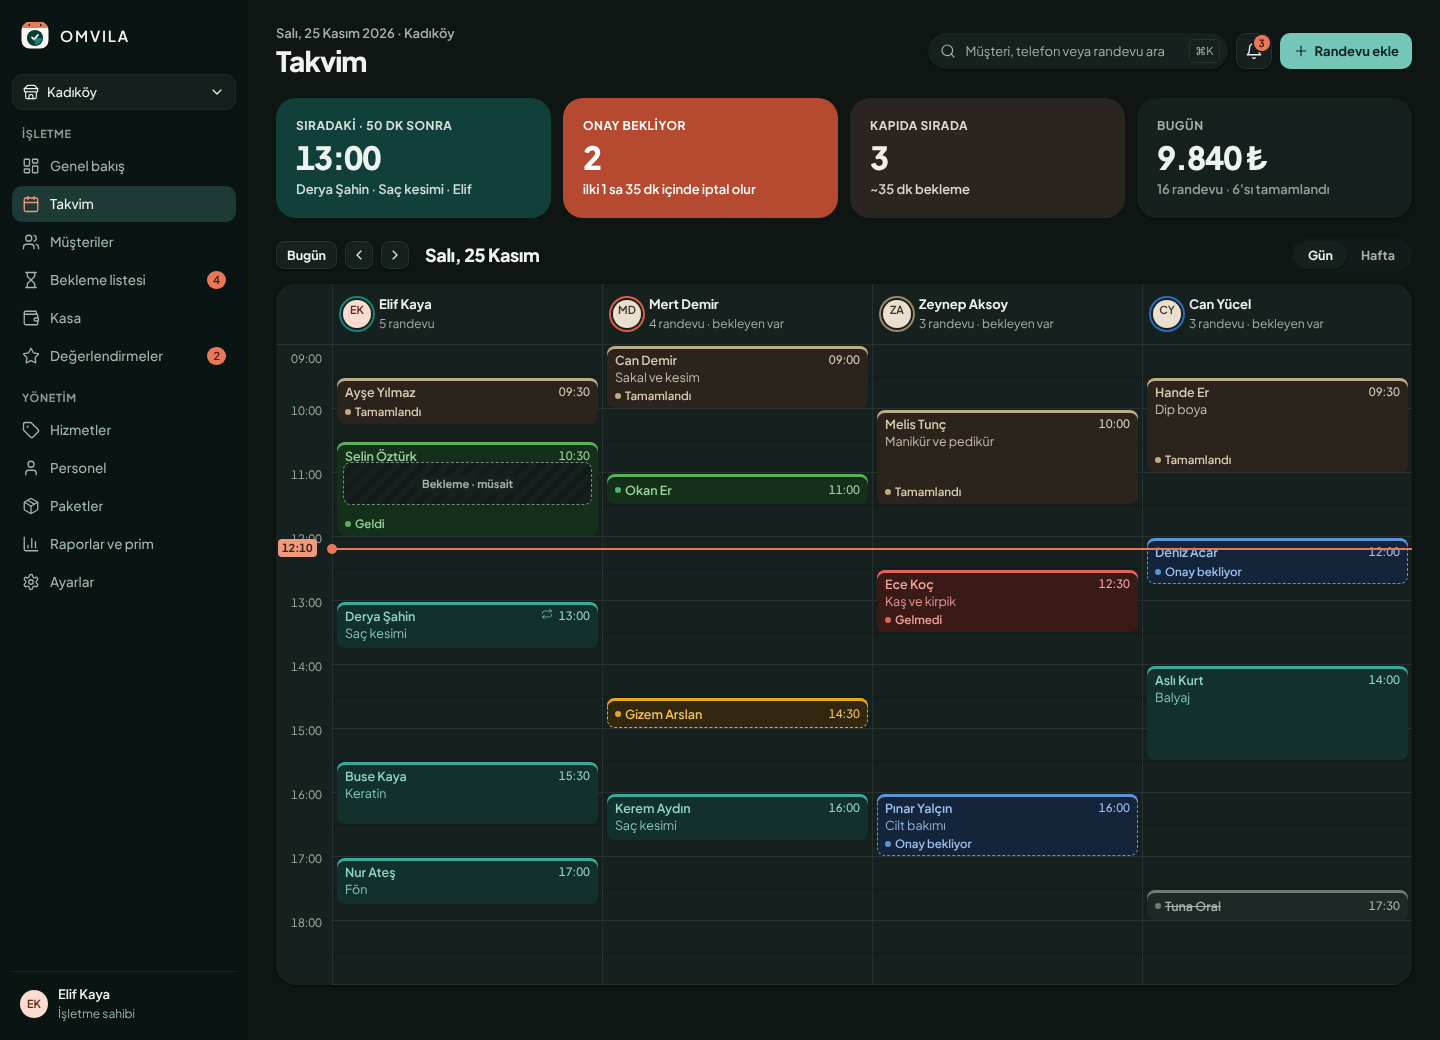 OMVILA
Kadıköy
İŞLETME
Genel bakış
Takvim
Müşteriler
Bekleme listesi 4
Kasa
Değerlendirmeler 2
YÖNETİM
Hizmetler
Personel
Paketler
Raporlar ve prim
Ayarlar
EK
Elif Kaya
İşletme sahibi
Salı, 25 Kasım 2026 · Kadıköy
Takvim
Müşteri, telefon veya randevu ara ⌘K
3
Randevu ekle
SIRADAKİ · 50 DK SONRA
13:00
Derya Şahin · Saç kesimi · Elif
ONAY BEKLİYOR
2
ilki 1 sa 35 dk içinde iptal olur
KAPIDA SIRADA
3
~35 dk bekleme
BUGÜN
9.840 ₺
16 randevu · 6'sı tamamlandı
Bugün
Salı, 25 Kasım
Gün Hafta
EK
Elif Kaya
5 randevu
MD
Mert Demir
4 randevu · bekleyen var
ZA
Zeynep Aksoy
3 randevu · bekleyen var
CY
Can Yücel
3 randevu · bekleyen var
09:00
10:00
11:00
12:00
12:10
13:00
14:00
15:00
16:00
17:00
18:00
Ayşe Yılmaz 09:30
Tamamlandı
Selin Öztürk 10:30
Bekleme · müsait
Geldi
Derya Şahin 13:00
Saç kesimi
Buse Kaya 15:30
Keratin
Nur Ateş 17:00
Fön
Can Demir 09:00
Sakal ve kesim
Tamamlandı
Okan Er 11:00
Gizem Arslan 14:30
Kerem Aydın 16:00
Saç kesimi
Melis Tunç 10:00
Manikür ve pedikür
Tamamlandı
Ece Koç 12:30
Kaş ve kirpik
Gelmedi
Pınar Yalçın 16:00
Cilt bakımı
Onay bekliyor
Hande Er 09:30
Dip boya
Tamamlandı
Deniz Acar 12:00
Onay bekliyor
Aslı Kurt 14:00
Balyaj
Tuna Oral 17:30